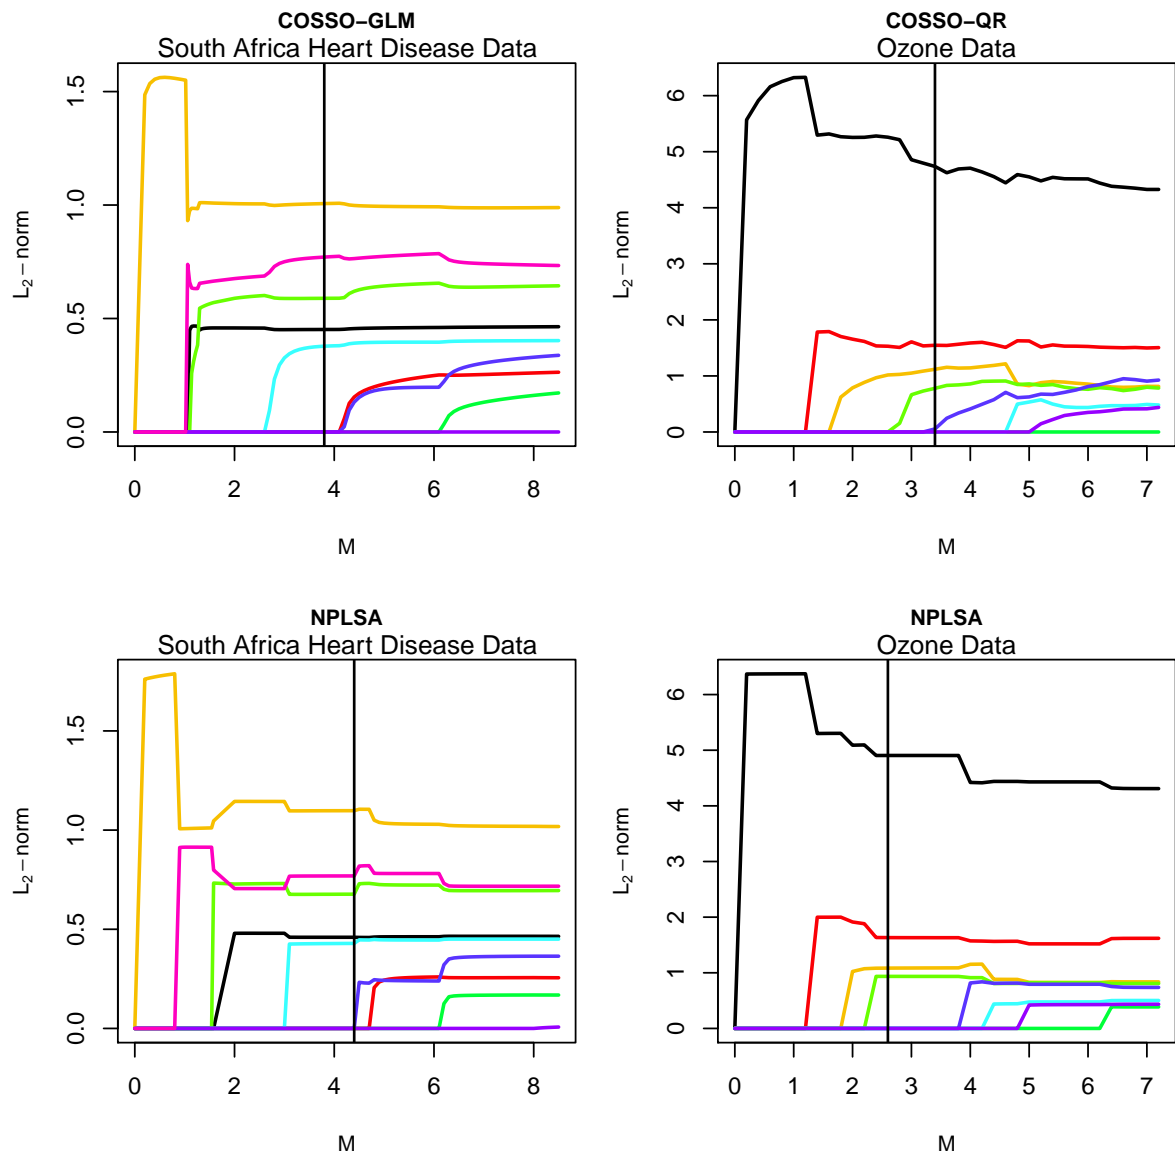 COSSO−GLM
South Africa Heart Disease Data
L2−norm
0.0 0.5 1.0 1.5
0 2 4 6 8
M
COSSO−QR
Ozone Data
L2−norm
0 1 2 3 4 5 6
0 1 2 3 4 5 6 7
M
NPLSA
South Africa Heart Disease Data
L2−norm
0.0 0.5 1.0 1.5
0 2 4 6 8
M
NPLSA
Ozone Data
L2−norm
0 1 2 3 4 5 6
0 1 2 3 4 5 6 7
M